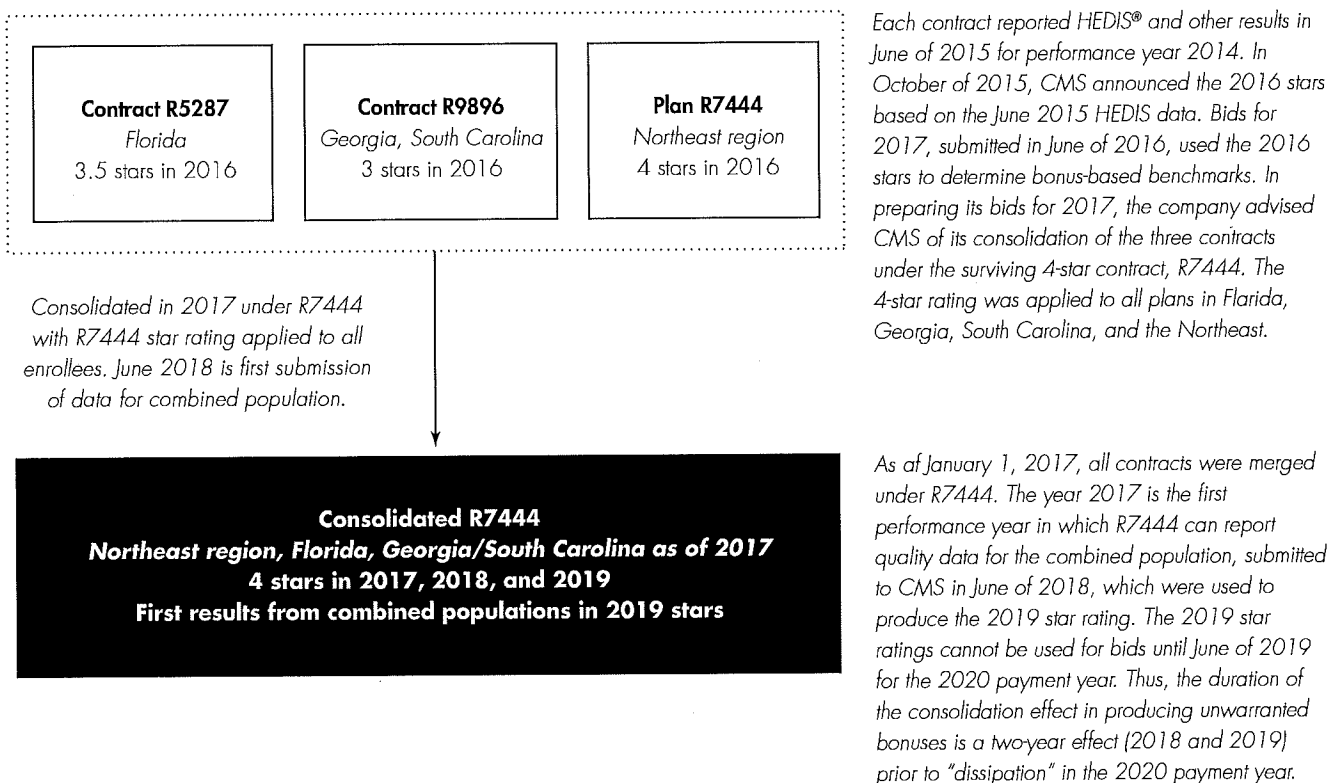 Contract R5287
Florida
3.5 stars in 2016
Contract R9896
Georgia, South Carolina
3 stars in 2016
Plan R7444
Northeast region
4 stars in 2016
Each contract reported HEDIS® and other results in
June of 2015 for performance year 2014. In
October of 2015, CMS announced the 2016 stars
based on the June 2015 HEDIS data. Bids for
2017, submitted in June of 2016, used the 2016
stars to determine bonus-based benchmarks. In
preparing its bids for 2017, the company advised
CMS of its consolidation of the three contracts
under the surviving 4-star contract, R7444. The
4-star rating was applied to all plans in Florida,
Georgia, South Carolina, and the Northeast.
Consolidated in 2017 under R7444
with R7444 star rating applied to all
enrollees. June 2018 is first submission
of data for combined population.
Consolidated R7444
Northeast region, Florida, Georgia/South Carolina as of 2017
4 stars in 2017, 2018, and 2019
First results from combined populations in 2019 stars
As af January 1, 2017, all contracts were merged
under R7444. The year 2017 is the first
performance year in which R7444 can report
quality data for the combined population, submitted
to CMS in June of 2018, which were used to
produce the 2019 star rating. The 2019 star
ratings cannot be used for bids until June of 2019
for the 2020 payment year. Thus, the duration of
the consolidation effect in producing unwarranted
bonuses is a two-year effect (2018 and 2019)
prior to "dissipation" in the 2020 payment year.